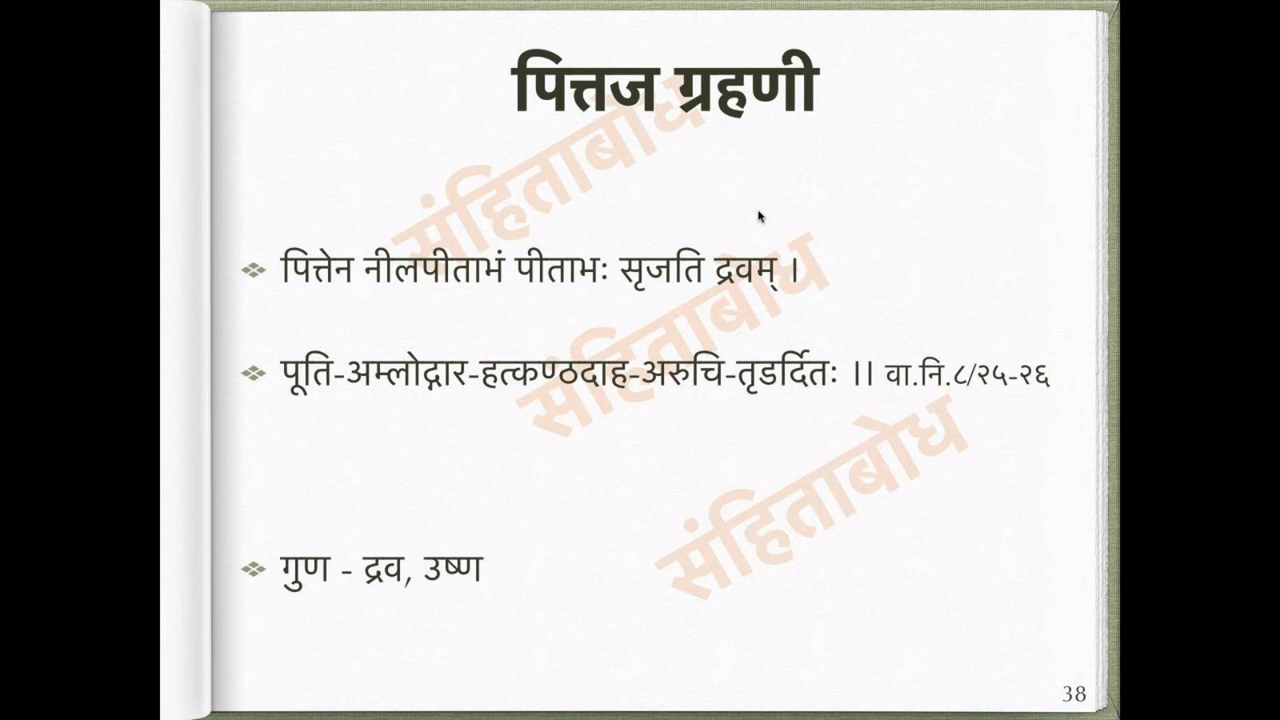 पित्तज ग्रहणी
पित्तेन नीलपीताभं पीताभः सृजति द्रवम् ।
पूति-अम्लोद्गार-हृत्कण्ठदाह-अरुचि-तृडर्दितः ।। वा.नि.८/२५-२६
गुण - द्रव, उष्ण
संहिताबोध
संहिताबोध
संहिताबोध
38